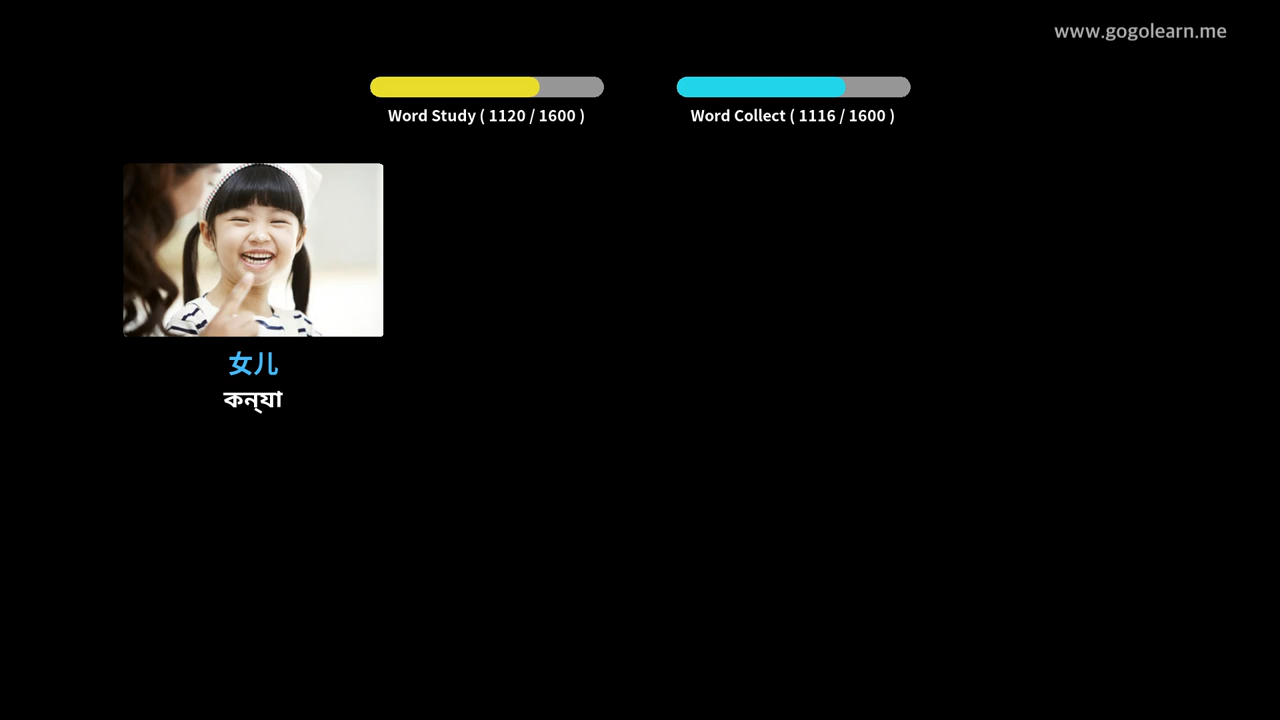 www.gogolearn.me
Word Study ( 1120 / 1600 )
Word Collect ( 1116 / 1600 )
女儿
কন্‌যা